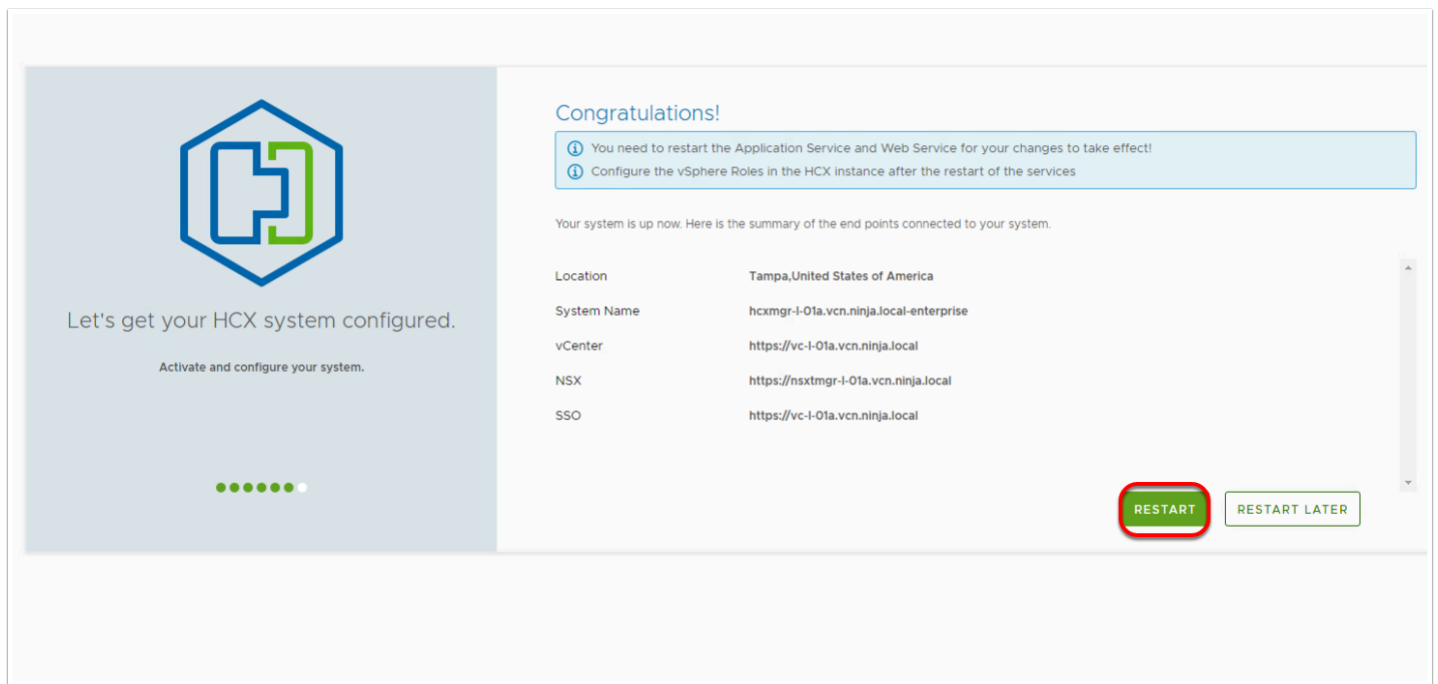 Congratulations!
You need to restart the Application Service and Web Service for your changes to take effect!
Configure the vSphere Roles in the HCX instance after the restart of the services
Your system is up now. Here is the summary of the end points connected to your system.
Location Tampa,United States of America
System Name hcxmgr-l-01a.vcn.ninja.local-enterprise
vCenter https://vc-l-01a.vcn.ninja.local
NSX https://nsxtmgr-l-01a.vcn.ninja.local
SSO https://vc-l-01a.vcn.ninja.local
RESTART RESTART LATER
Let's get your HCX system configured.
Activate and configure your system.